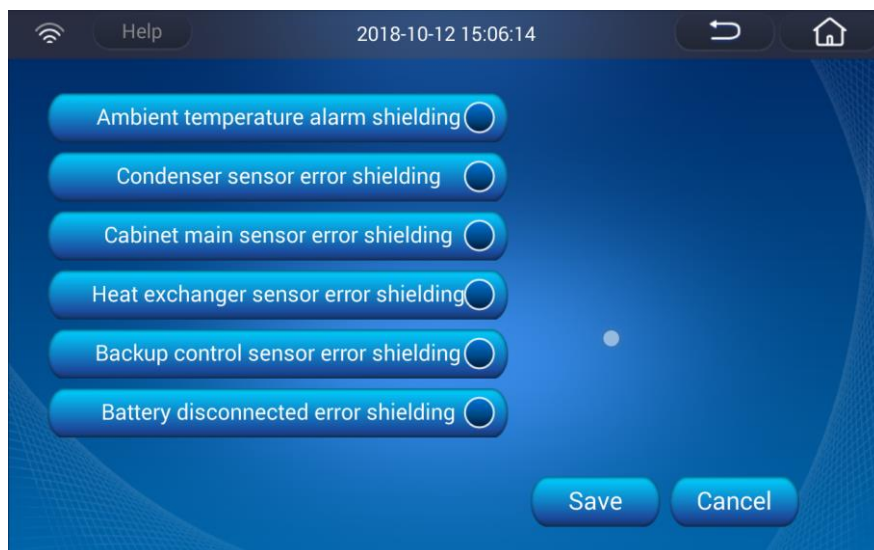 Help
2018-10-12 15:06:14
Ambient temperature alarm shielding
Condenser sensor error shielding
Cabinet main sensor error shielding
Heat exchanger sensor error shielding
Backup control sensor error shielding
Battery disconnected error shielding
Save
Cancel